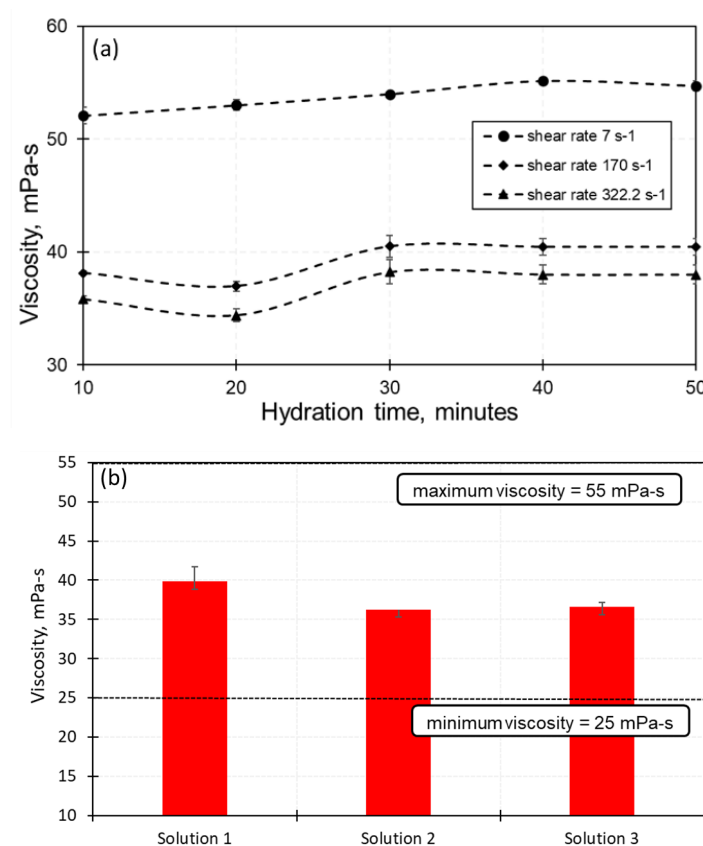 (a)
60
50
40
30
Viscosity, mPa-s
shear rate 7 s-1
shear rate 170 s-1
shear rate 322.2 s-1
10 20 30 40 50
Hydration time, minutes
(b)
55
50
45
40
35
30
25
20
15
10
Viscosity, mPa-s
maximum viscosity = 55 mPa-s
minimum viscosity = 25 mPa-s
Solution 1 Solution 2 Solution 3